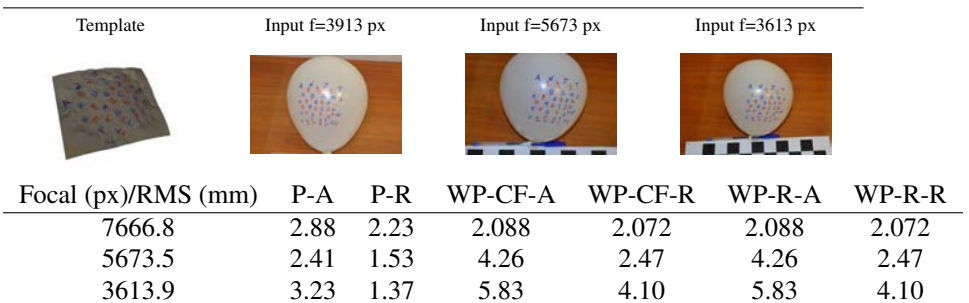 Template Input f=3913 px Input f=5673 px Input f=3613 px
Focal (px)/RMS (mm) P-A P-R WP-CF-A WP-CF-R WP-R-A WP-R-R
7666.8 2.88 2.23 2.088 2.072 2.088 2.072
5673.5 2.41 1.53 4.26 2.47 4.26 2.47
3613.9 3.23 1.37 5.83 4.10 5.83 4.10